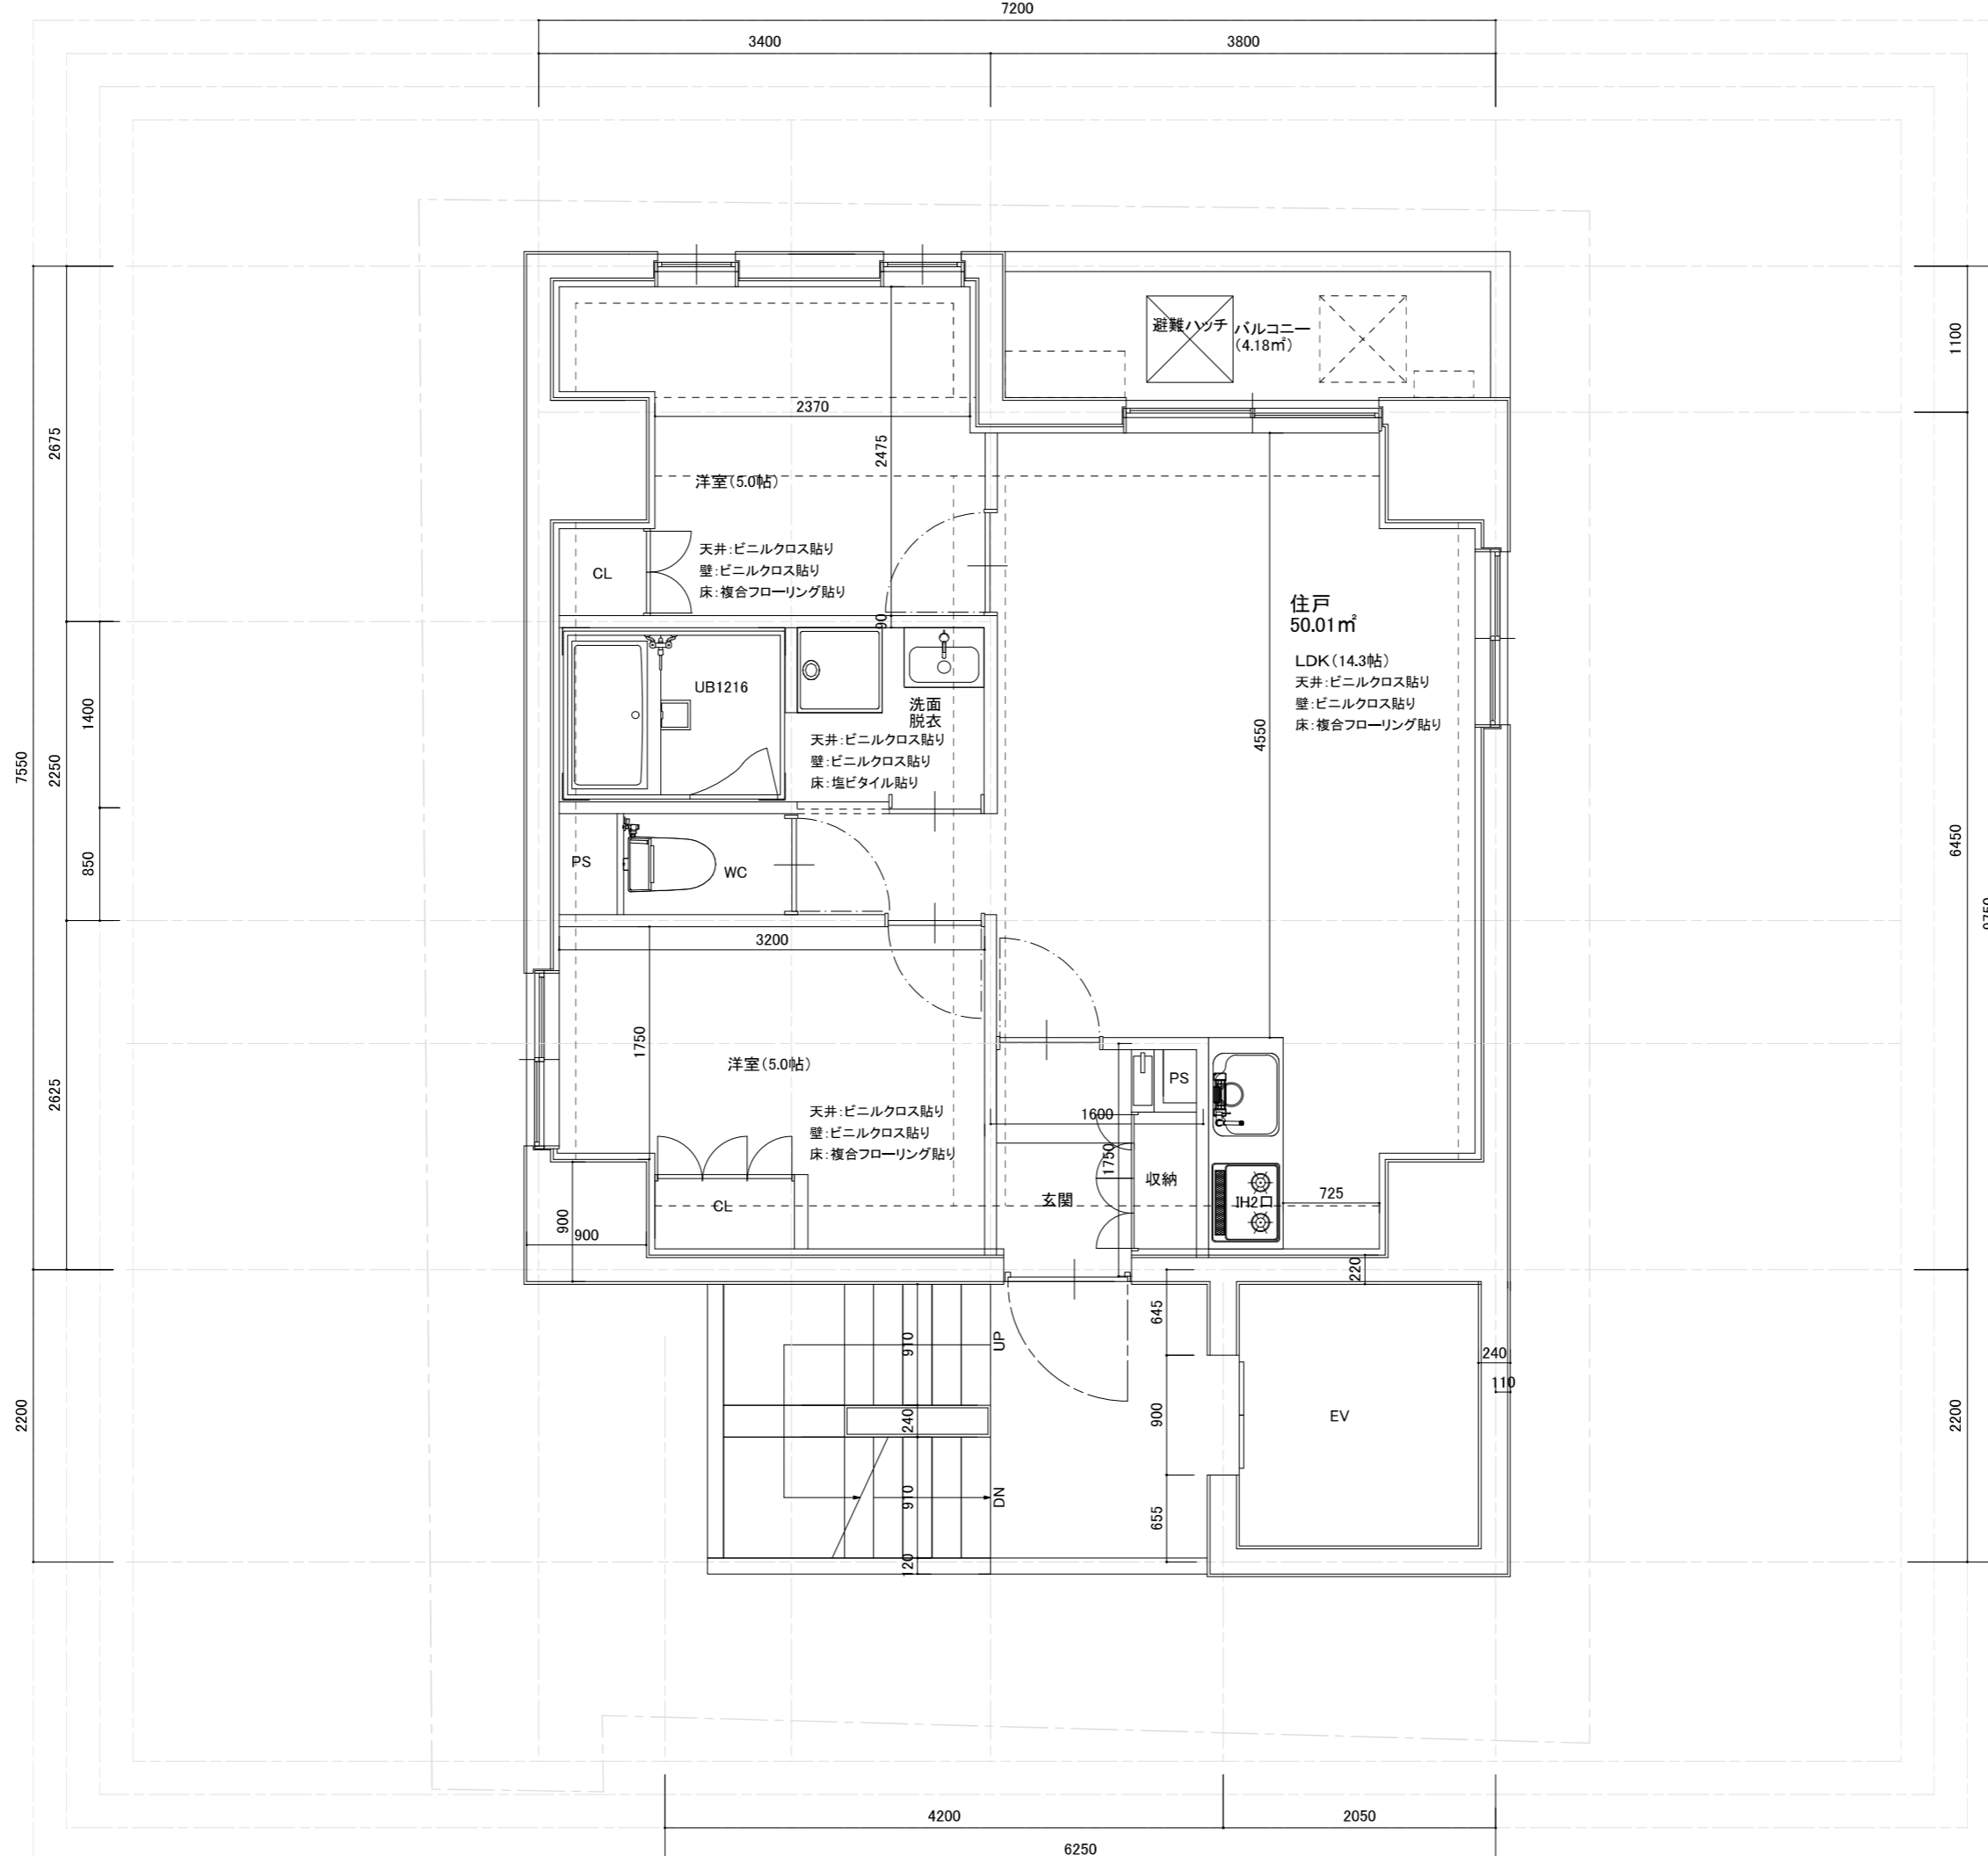 7200
3400
3800
避難ハッチ
バルコニー
(4.18㎡)
1100
2370
2675
2475
洋室(5.0帖)
天井:ビニルクロス貼り
壁:ビニルクロス貼り
床:複合フローリング貼り
CL
90
住戸
50.01㎡
LDK(14.3帖)
天井:ビニルクロス貼り
壁:ビニルクロス貼り
床:複合フローリング貼り
UB1216
洗面
脱衣
天井:ビニルクロス貼り
壁:ビニルクロス貼り
床:塩ビタイル貼り
1400
7550
2250
4550
850
PS
WC
6450
9750
3200
1750
洋室(5.0帖)
天井:ビニルクロス貼り
壁:ビニルクロス貼り
床:複合フローリング貼り
2625
PS
1600
1750
収納
玄関
IH2口
725
CL
900
900
220
645
910
UP
240
110
2200
900
240
EV
2200
910
DN
655
120
4200
2050
6250